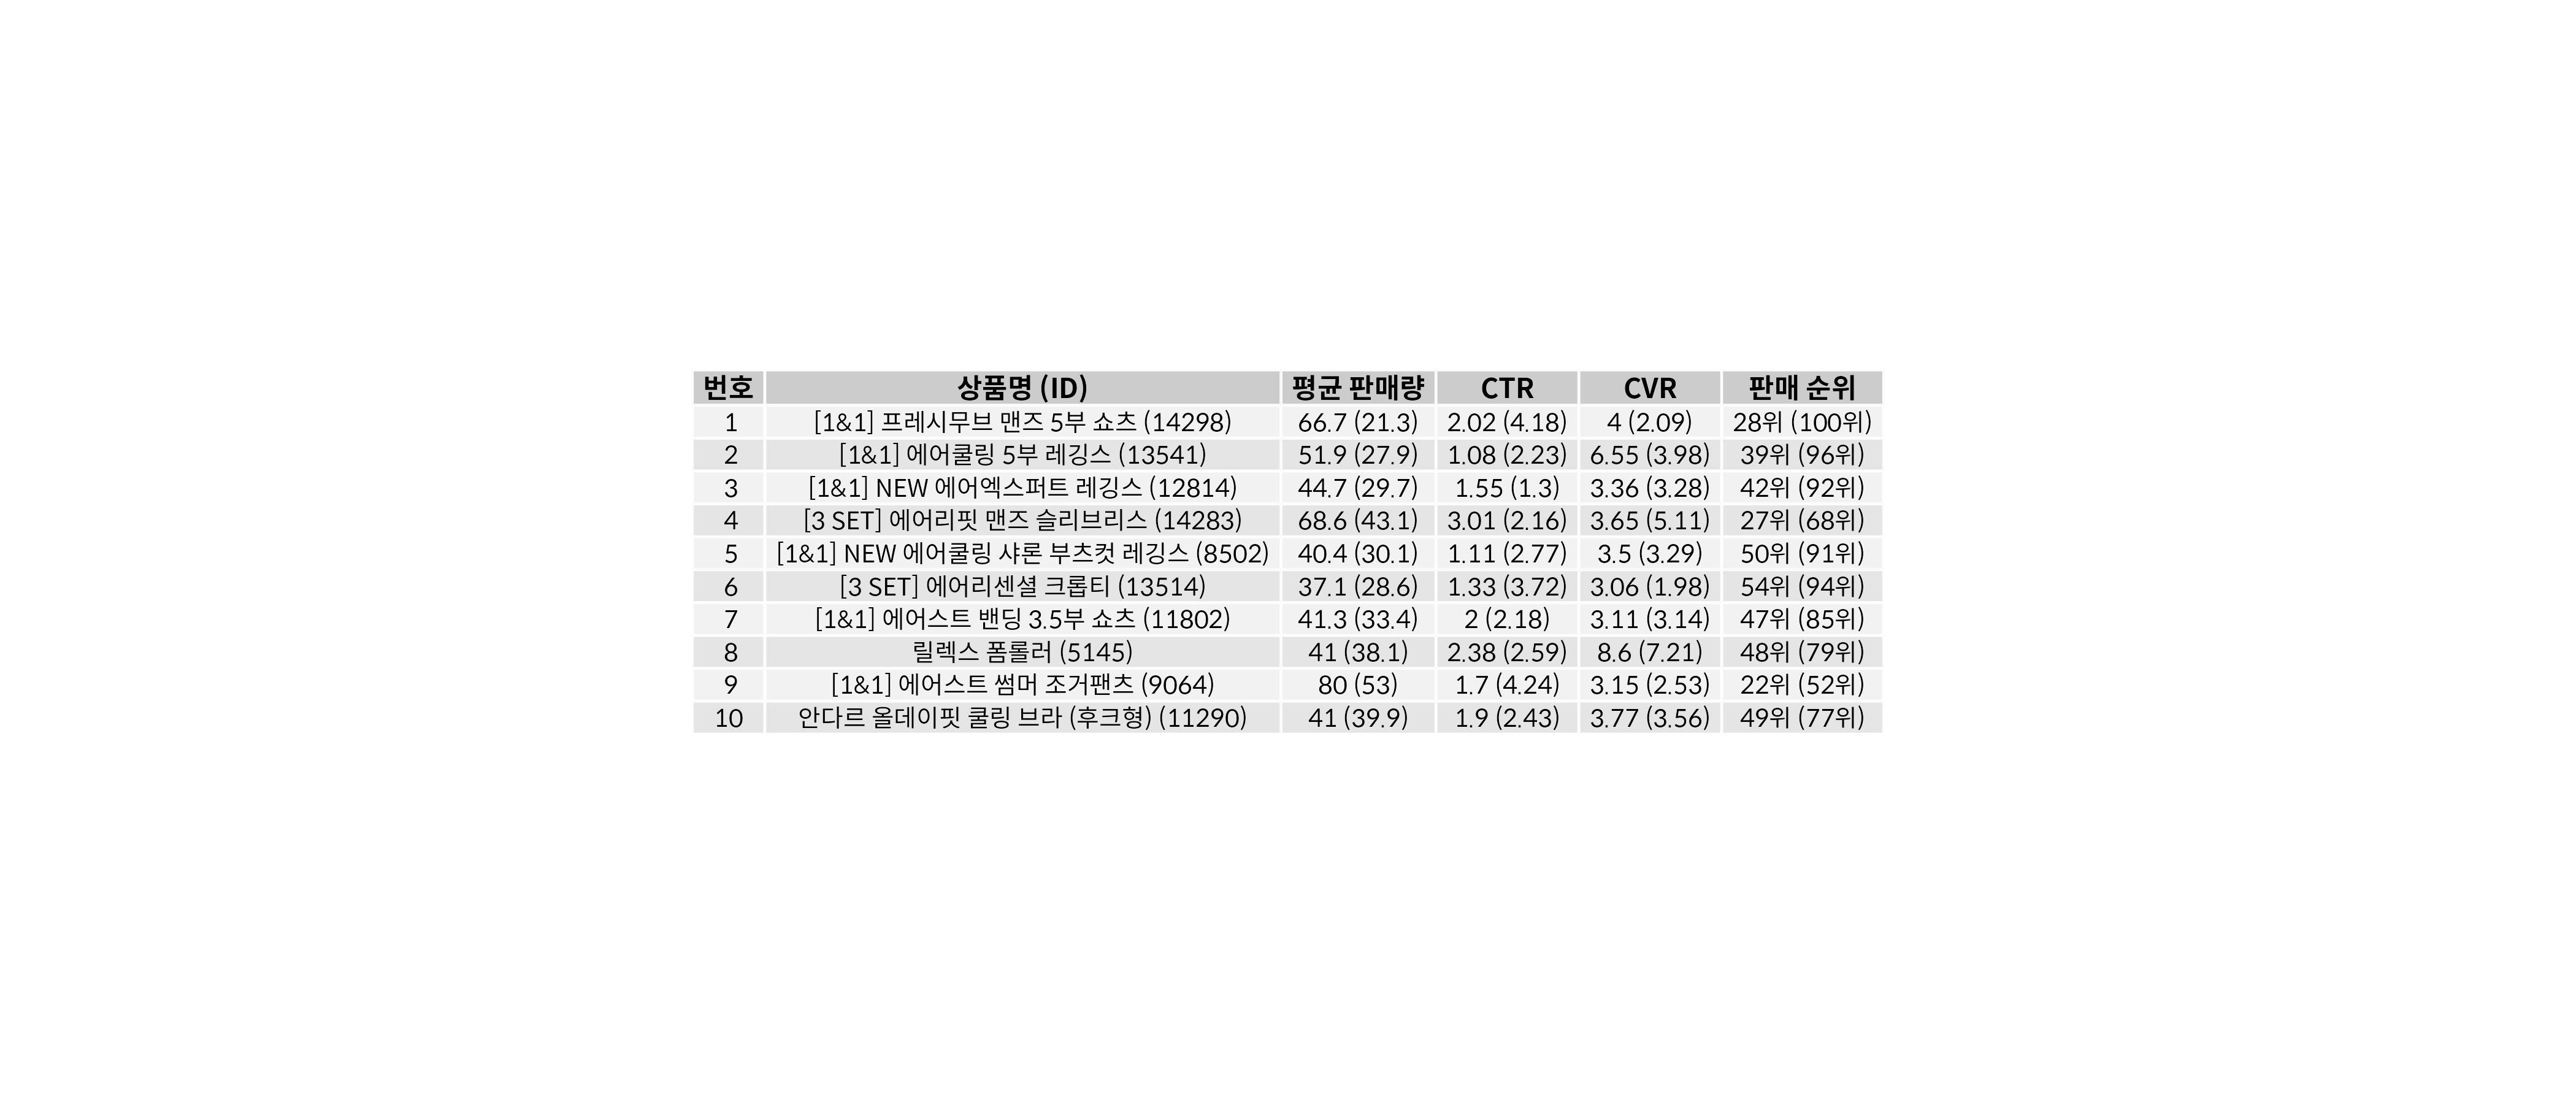 번호 상품명 (ID) 평균 판매량 CTR CVR 판매 순위
1 [1&1] 프레시무브 맨즈 5부 쇼츠 (14298) 66.7 (21.3) 2.02 (4.18) 4 (2.09) 28위 (100위)
2 [1&1] 에어쿨링 5부 레깅스 (13541) 51.9 (27.9) 1.08 (2.23) 6.55 (3.98) 39위 (96위)
3 [1&1] NEW 에어엑스퍼트 레깅스 (12814) 44.7 (29.7) 1.55 (1.3) 3.36 (3.28) 42위 (92위)
4 [3 SET] 에어리핏 맨즈 슬리브리스 (14283) 68.6 (43.1) 3.01 (2.16) 3.65 (5.11) 27위 (68위)
5 [1&1] NEW 에어쿨링 샤론 부츠컷 레깅스 (8502) 40.4 (30.1) 1.11 (2.77) 3.5 (3.29) 50위 (91위)
6 [3 SET] 에어리센셜 크롭티 (13514) 37.1 (28.6) 1.33 (3.72) 3.06 (1.98) 54위 (94위)
7 [1&1] 에어스트 밴딩 3.5부 쇼츠 (11802) 41.3 (33.4) 2 (2.18) 3.11 (3.14) 47위 (85위)
8 릴렉스 폼롤러 (5145) 41 (38.1) 2.38 (2.59) 8.6 (7.21) 48위 (79위)
9 [1&1] 에어스트 썸머 조거팬츠 (9064) 80 (53) 1.7 (4.24) 3.15 (2.53) 22위 (52위)
10 안다르 올데이핏 쿨링 브라 (후크형) (11290) 41 (39.9) 1.9 (2.43) 3.77 (3.56) 49위 (77위)